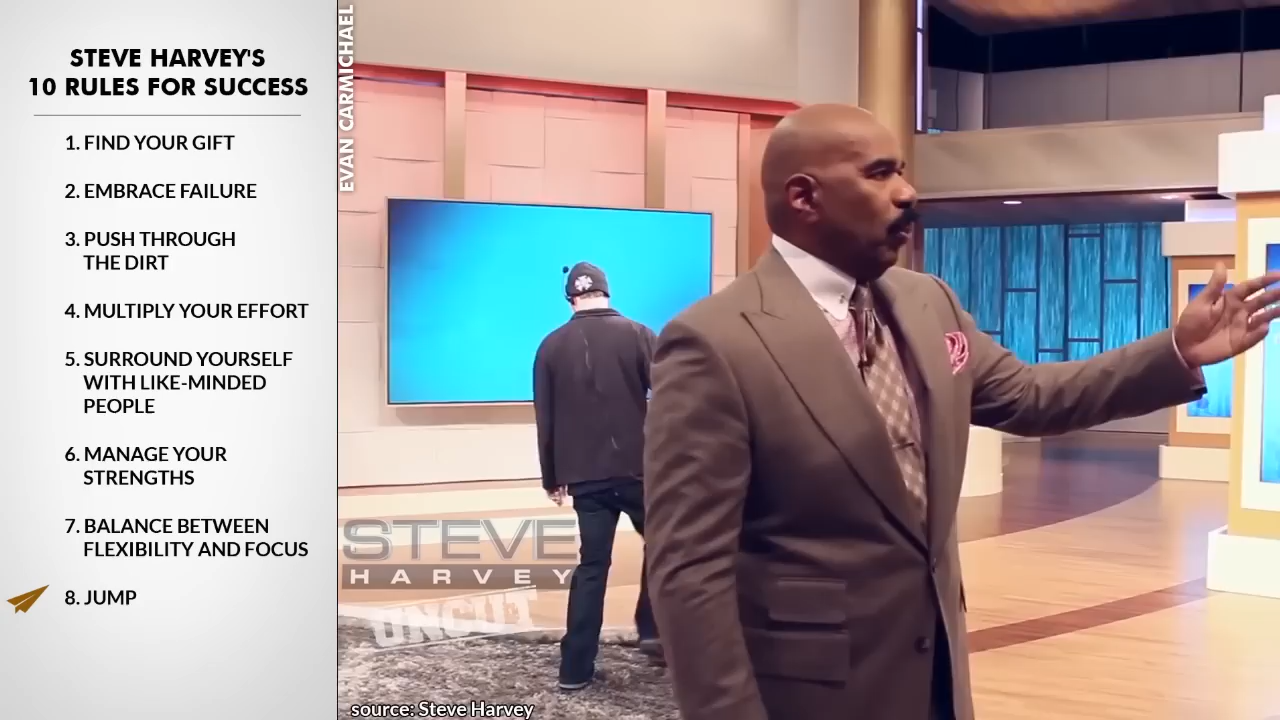 STEVE HARVEY'S
10 RULES FOR SUCCESS
1. FIND YOUR GIFT
2. EMBRACE FAILURE
3. PUSH THROUGH
THE DIRT
4. MULTIPLY YOUR EFFORT
5. SURROUND YOURSELF
WITH LIKE-MINDED
PEOPLE
6. MANAGE YOUR
STRENGTHS
7. BALANCE BETWEEN
FLEXIBILITY AND FOCUS
8. JUMP
EVAN CARMICHAEL
STEVE
HARVEY
UNCUT
source: Steve Harvey